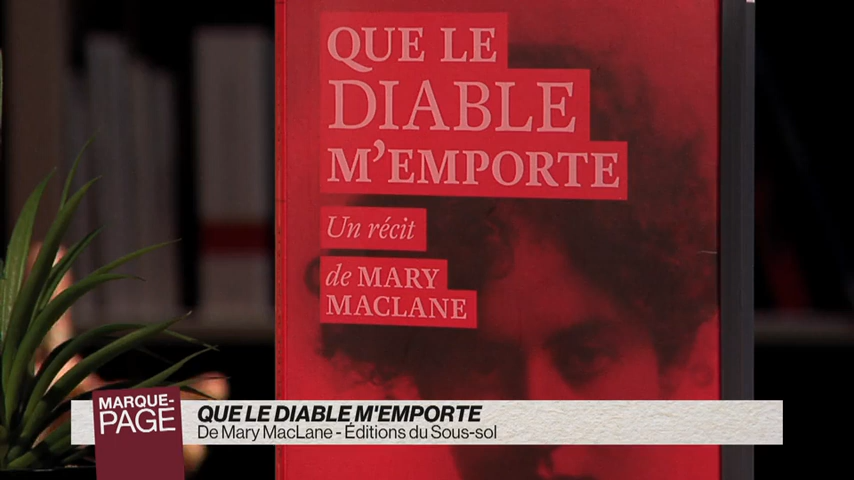 QUE LE
DIABLE
M'EMPORTE
Un récit
de MARY
MACLANE
MARQUE-
PAGE
QUE LE DIABLE M'EMPORTE
De Mary MacLane - Éditions du Sous-sol